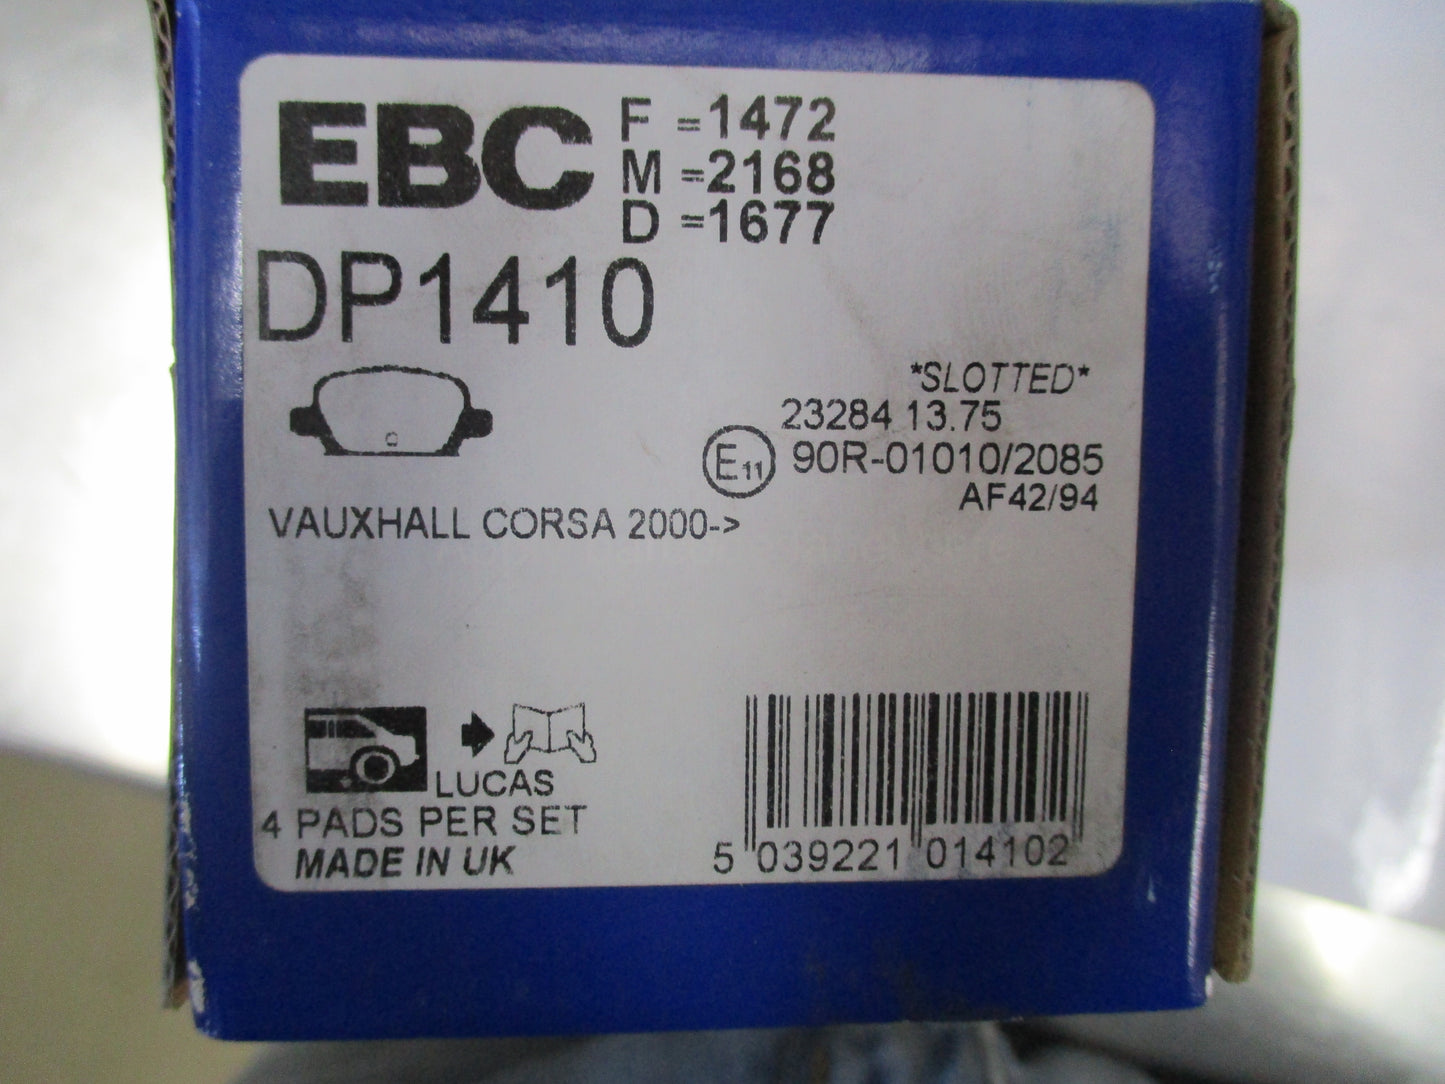 EBC
F =1472
M =2168
D =1677
DP1410
*SLOTTED*
23284 13.75
E11 90R-01010/2085
AF42/94
VAUXHALL CORSA 2000->
LUCAS
4 PADS PER SET
MADE IN UK
5 039221 014102